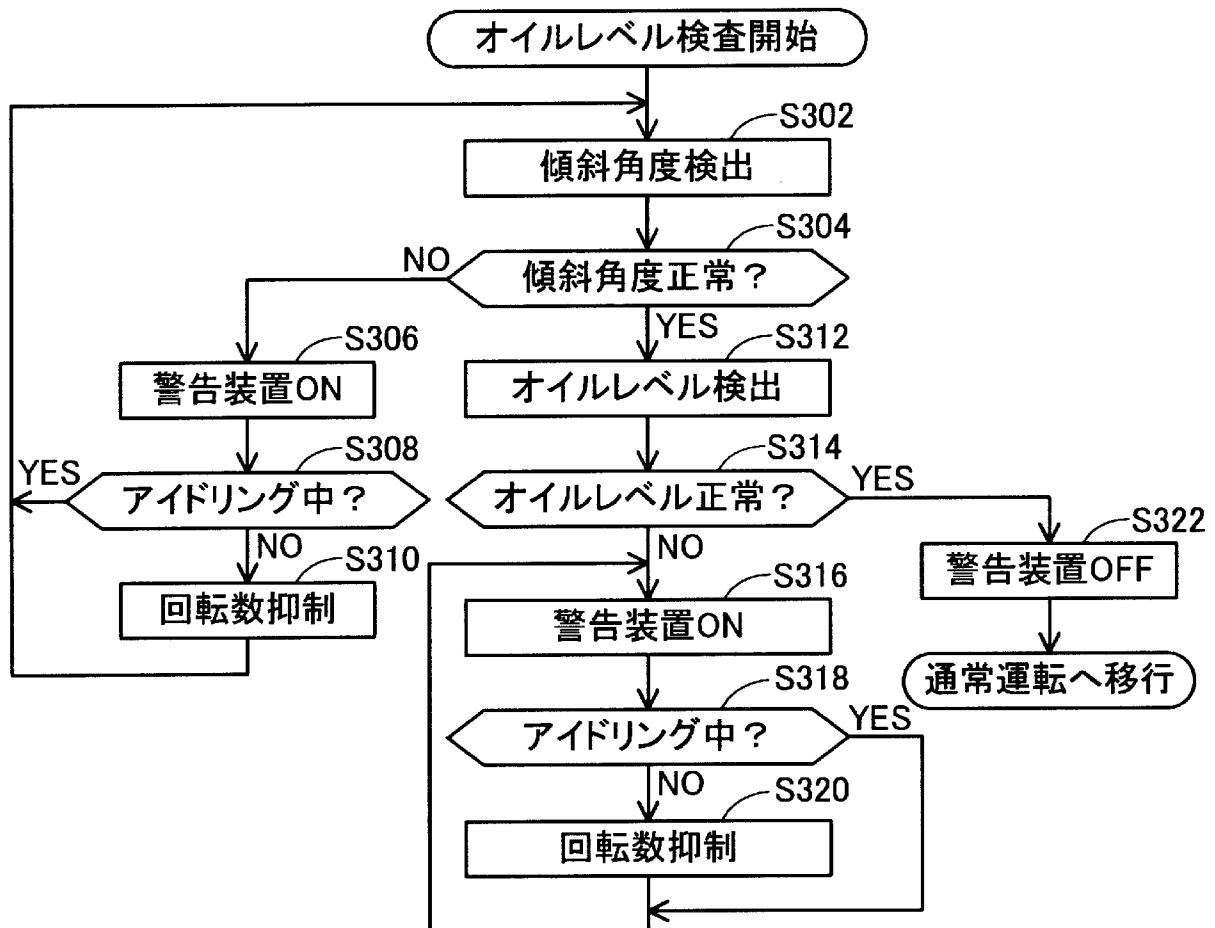 オイルレベル検査開始
S302
傾斜角度検出
S304
傾斜角度正常？
NO
YES
S306
警告装置ON
S312
オイルレベル検出
S308
アイドリング中？
YES
NO
S314
オイルレベル正常？
YES
NO
S310
回転数抑制
S322
警告装置OFF
S316
警告装置ON
通常運転へ移行
S318
アイドリング中？
YES
NO
S320
回転数抑制